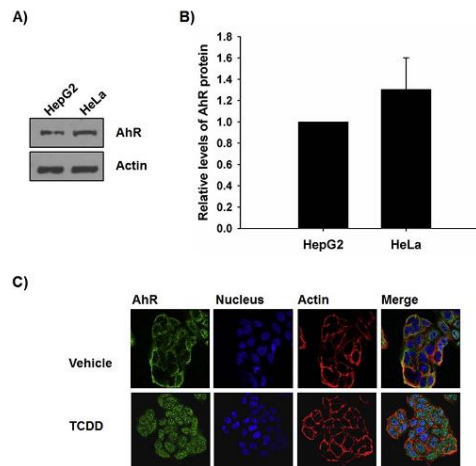 A)
HepG2
HeLa
AhR
Actin
B)
Relative levels of AhR protein
1.8
1.6
1.4
1.2
1.0
0.8
0.6
0.4
0.2
0.0
HepG2 HeLa
C)
AhR Nucleus Actin Merge
Vehicle
TCDD